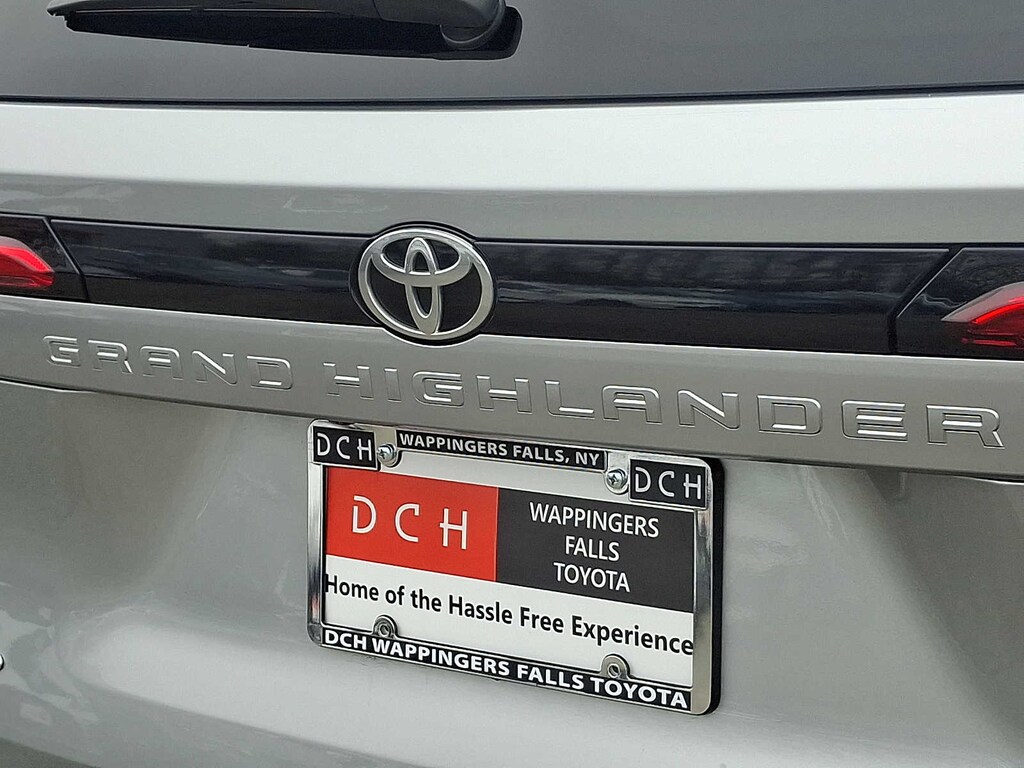 GRAND HIGHLANDER
DCH WAPPINGERS FALLS, NY DCH
DCH
WAPPINGERS
FALLS
TOYOTA
Home of the Hassle Free Experience
DCH WAPPINGERS FALLS TOYOTA